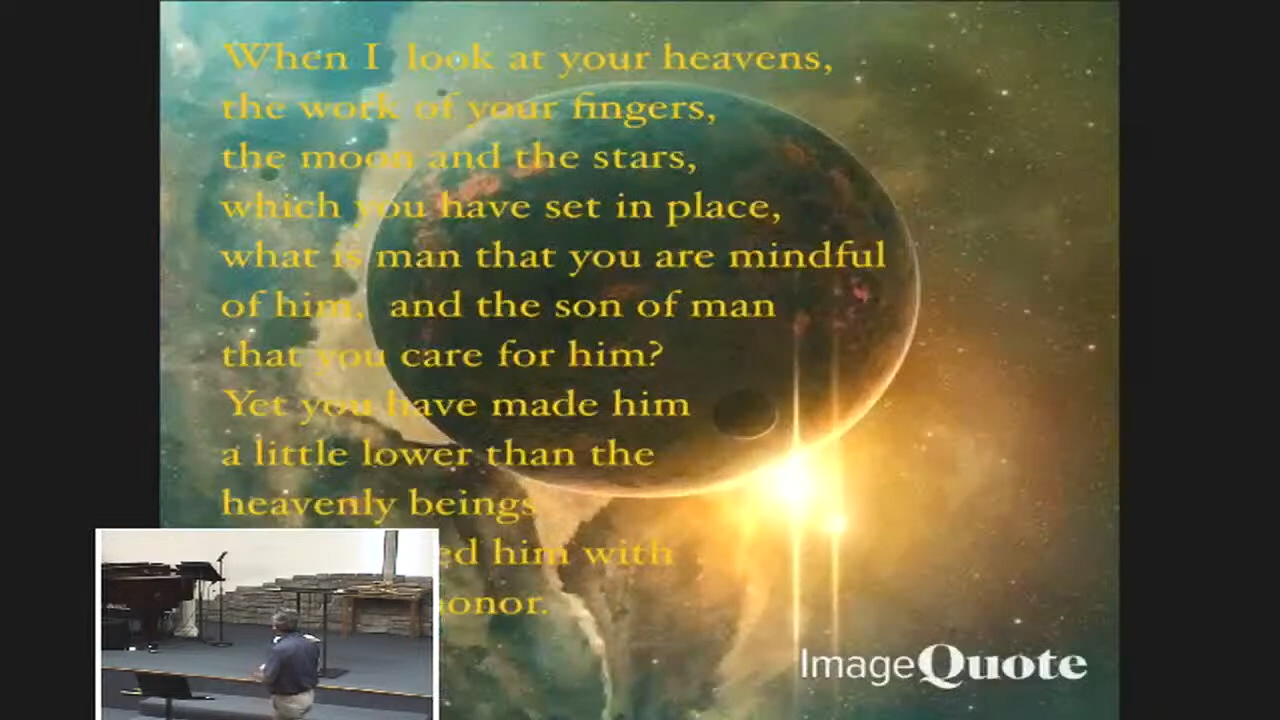 When I look at your heavens,
the work of your fingers,
the moon and the stars,
which you have set in place,
what is man that you are mindful
of him, and the son of man
that you care for him?
Yet you have made him
a little lower than the
heavenly beings
ed him with
honor.
ImageQuote